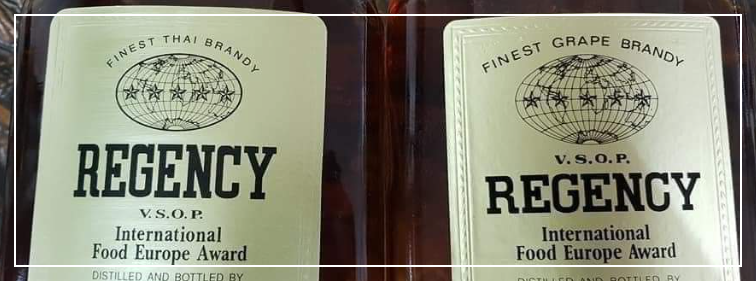 FINEST THAI BRANDY
REGENCY
V.S.O.P.
International
Food Europe Award
DISTILLED AND BOTTLED BY
FINEST GRAPE BRANDY
V.S.O.P.
REGENCY
International
Food Europe Award
DISTILLED AND BOTTLED BY